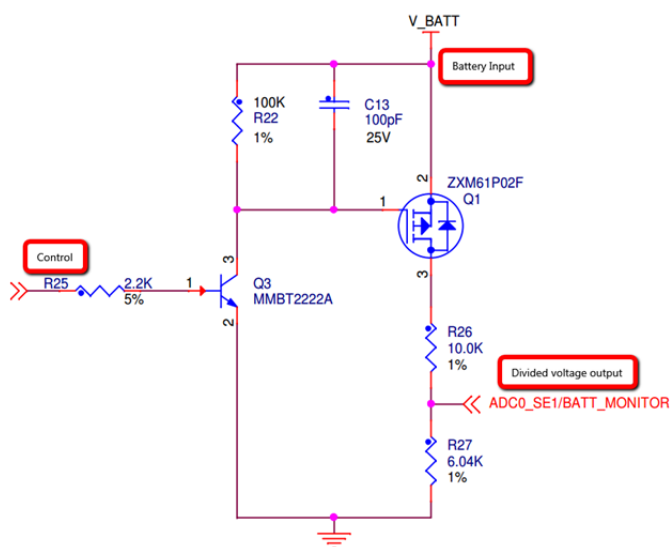 V_BATT
Battery Input
100K
R22
1%
C13
100pF
25V
2
ZXM61P02F
Q1
1
3
Control
R25
2.2K
5%
1
3
Q3
MMBT2222A
2
R26
10.0K
1%
Divided voltage output
ADC0_SE1/BATT_MONITOR
R27
6.04K
1%